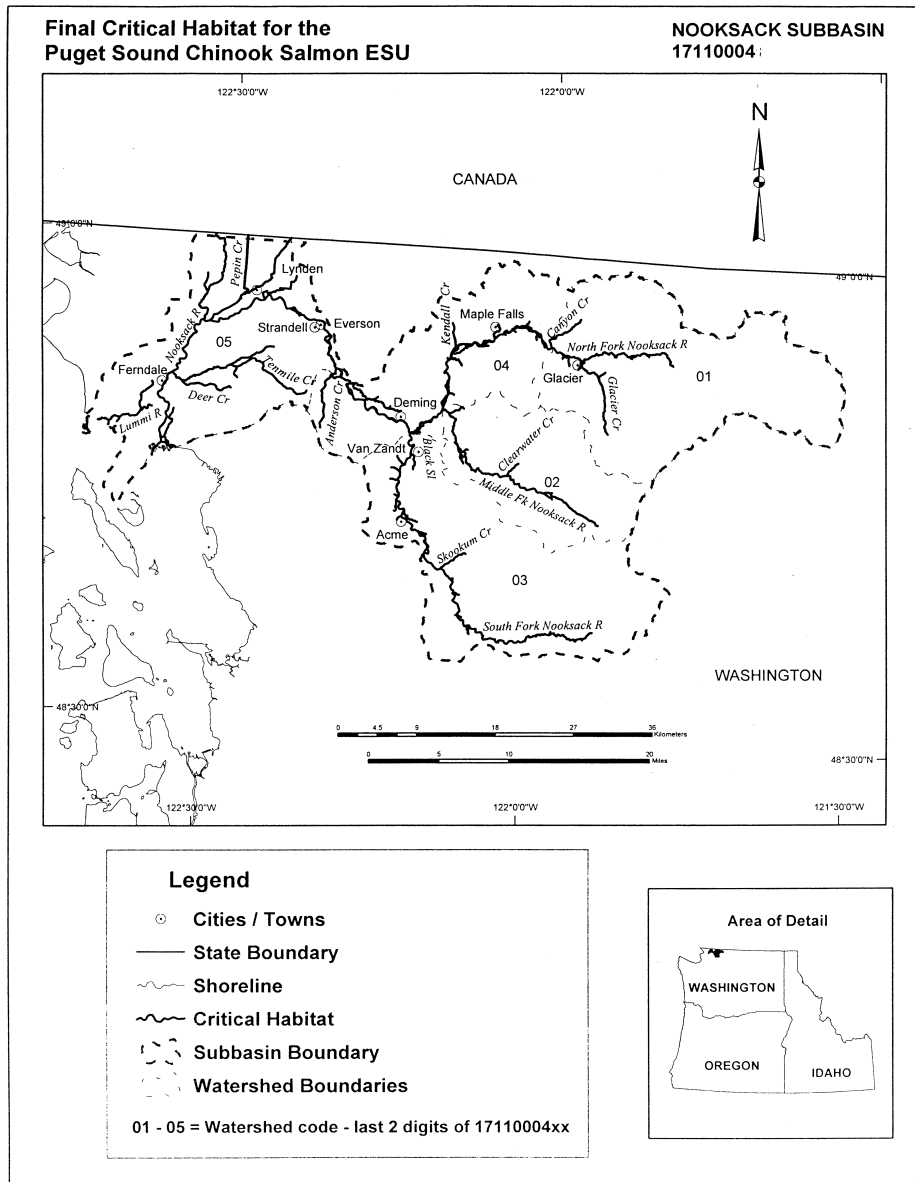 Final Critical Habitat for the
Puget Sound Chinook Salmon ESU
NOOKSACK SUBBASIN
17110004
122°30'0"W
122°0'0"W
N
CANADA
49°0'0"N
49°0'0"N
Pepin Cr
Lynden
Nooksack R
Strandell
Everson
05
Ferndale
Tenmile Cr
Deer Cr
Lummi R
Anderson Cr
Kendall Cr
Maple Falls
Canyon Cr
North Fork Nooksack R
04
Glacier
01
Glacier Cr
Deming
Van Zandt
Black Sl
Clearwater Cr
02
Middle Fk Nooksack R
Acme
Skookum Cr
03
South Fork Nooksack R
WASHINGTON
48°30'0"N
0 4.5 9 18 27 36
Kilometers
0 5 10 20
Miles
48°30'0"N
122°30'0"W
122°0'0"W
121°30'0"W
Legend
Cities / Towns
State Boundary
Shoreline
Critical Habitat
Subbasin Boundary
Watershed Boundaries
01 - 05 = Watershed code - last 2 digits of 17110004xx
Area of Detail
WASHINGTON
OREGON
IDAHO